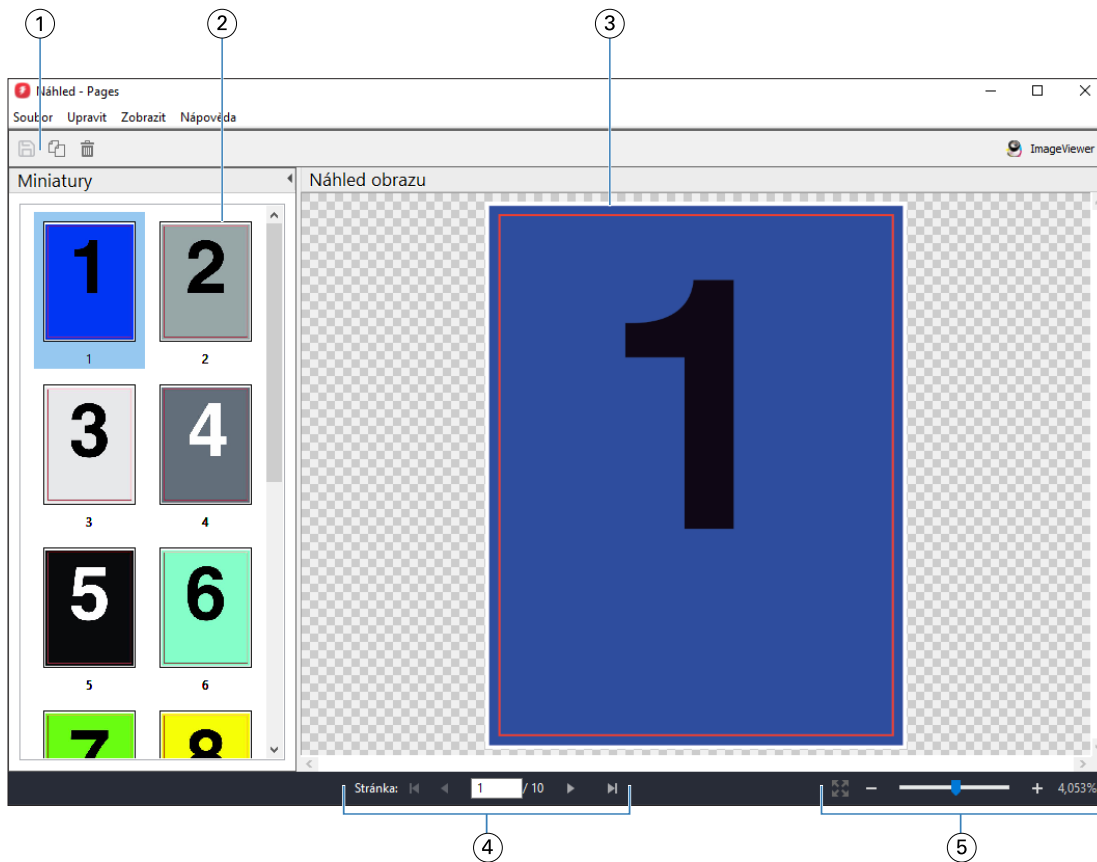 1 2 3
Náhled - Pages
Soubor Upravit Zobrazit Nápověda
ImageViewer
Miniatury
Náhled obrazu
1 2
1 2
3 4
3 4
5 6
5 6
7 8
1
Stránka: 1 / 10
4,053%
4 5